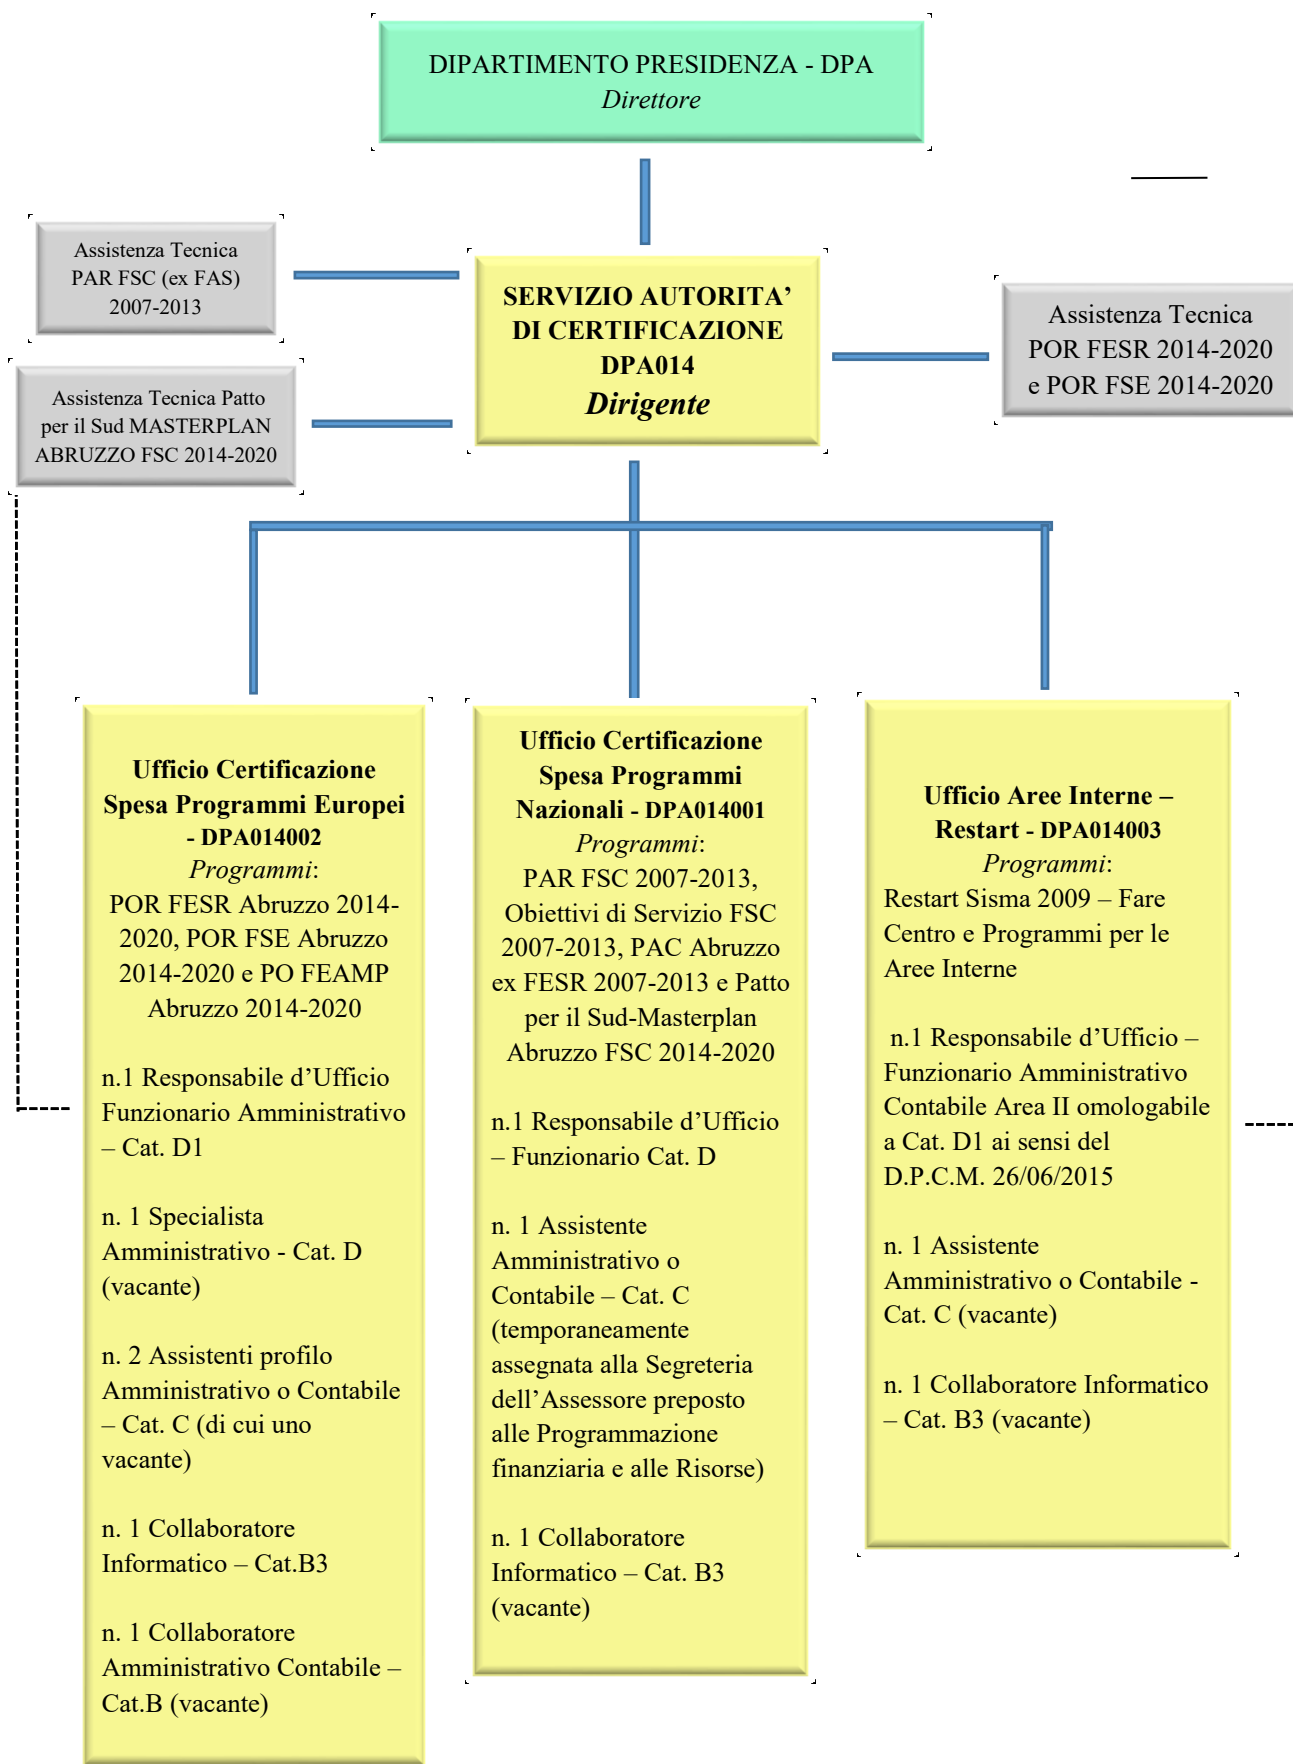 DIPARTIMENTO PRESIDENZA - DPA
Direttore
Assistenza Tecnica
PAR FSC (ex FAS)
2007-2013
Assistenza Tecnica Patto
per il Sud MASTERPLAN
ABRUZZO FSC 2014-2020
SERVIZIO AUTORITA’
DI CERTIFICAZIONE
DPA014
Dirigente
Assistenza Tecnica
POR FESR 2014-2020
e POR FSE 2014-2020
Ufficio Certificazione
Spesa Programmi Europei
- DPA014002
Programmi:
POR FESR Abruzzo 2014-
2020, POR FSE Abruzzo
2014-2020 e PO FEAMP
Abruzzo 2014-2020
n.1 Responsabile d’Ufficio
Funzionario Amministrativo
– Cat. D1
n. 1 Specialista
Amministrativo - Cat. D
(vacante)
n. 2 Assistenti profilo
Amministrativo o Contabile
– Cat. C (di cui uno
vacante)
n. 1 Collaboratore
Informatico – Cat.B3
n. 1 Collaboratore
Amministrativo Contabile –
Cat.B (vacante)
Ufficio Certificazione
Spesa Programmi
Nazionali - DPA014001
Programmi:
PAR FSC 2007-2013,
Obiettivi di Servizio FSC
2007-2013, PAC Abruzzo
ex FESR 2007-2013 e Patto
per il Sud-Masterplan
Abruzzo FSC 2014-2020
n.1 Responsabile d’Ufficio
– Funzionario Cat. D
n. 1 Assistente
Amministrativo o
Contabile – Cat. C
(temporaneamente
assegnata alla Segreteria
dell’Assessore preposto
alle Programmazione
finanziaria e alle Risorse)
n. 1 Collaboratore
Informatico – Cat. B3
(vacante)
Ufficio Aree Interne –
Restart - DPA014003
Programmi:
Restart Sisma 2009 – Fare
Centro e Programmi per le
Aree Interne
n.1 Responsabile d’Ufficio –
Funzionario Amministrativo
Contabile Area II omologabile
a Cat. D1 ai sensi del
D.P.C.M. 26/06/2015
n. 1 Assistente
Amministrativo o Contabile -
Cat. C (vacante)
n. 1 Collaboratore Informatico
– Cat. B3 (vacante)